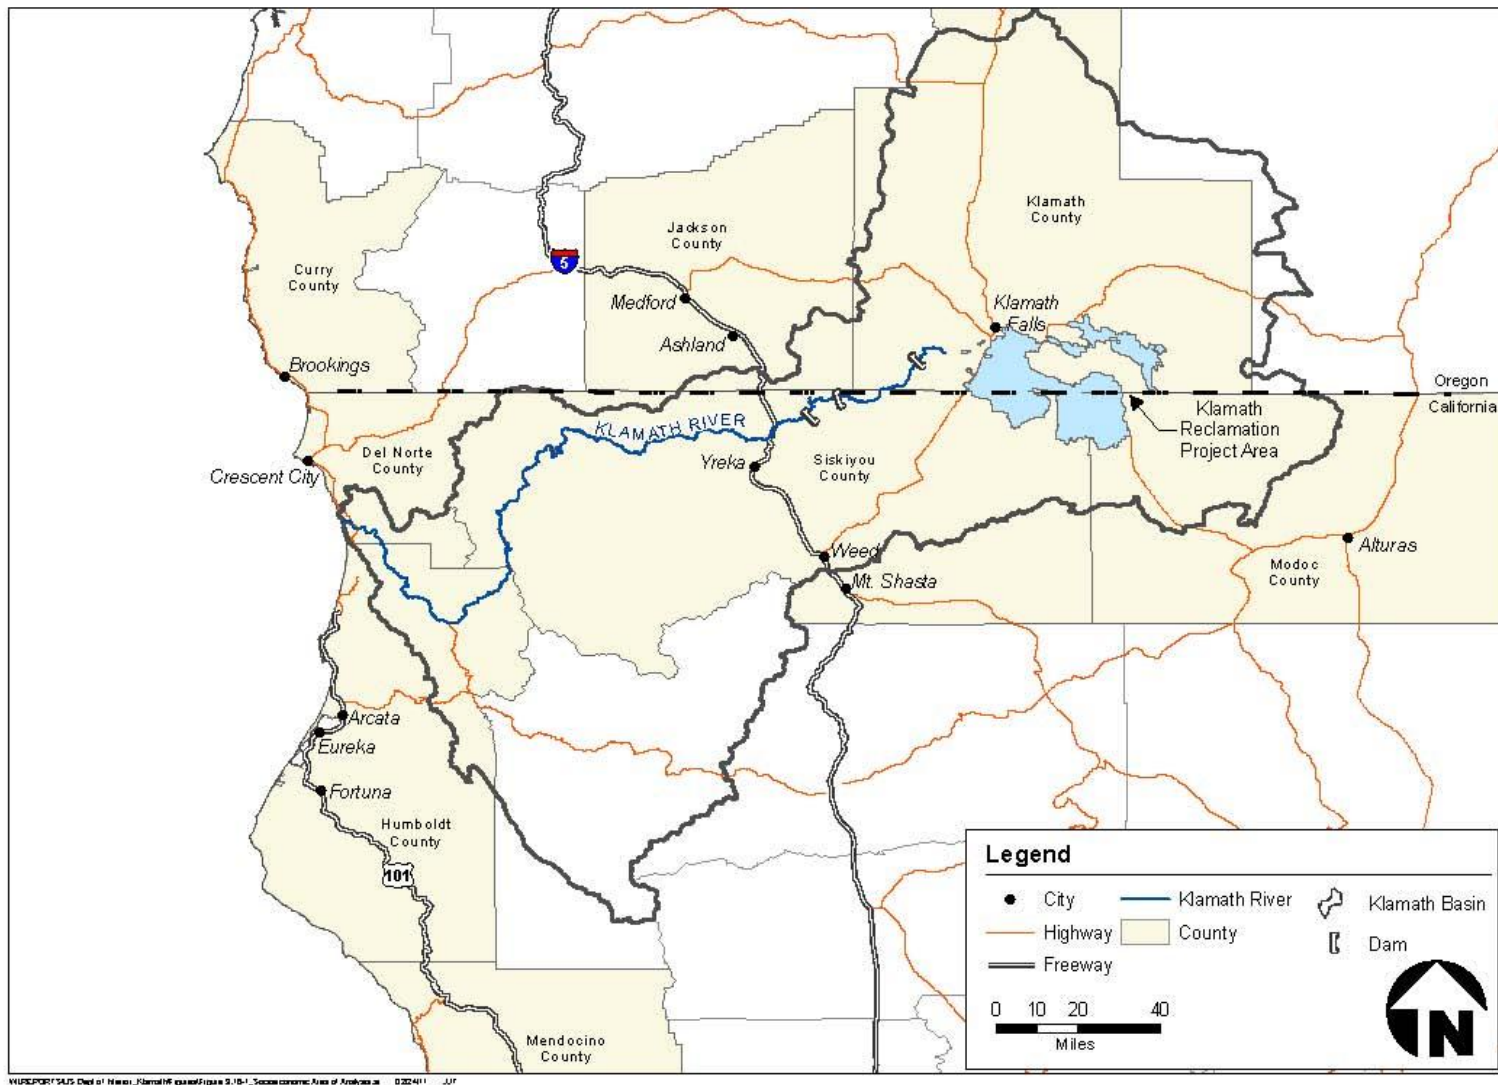 Jackson
County
Klamath
County
5
Curry
County
Medford
Klamath
Falls
Ashland
Brookings
Oregon
California
Klamath
Reclamation
Project Area
KLAMATH RIVER
Del Norte
County
Siskiyou
County
Yreka
Crescent City
Weed
Alturas
Modoc
County
Mt. Shasta
Arcata
Eureka
Fortuna
Humboldt
County
101
Mendocino
County
Legend
City
Klamath River
Klamath Basin
Highway
County
Dam
Freeway
0 10 20 40
Miles
N